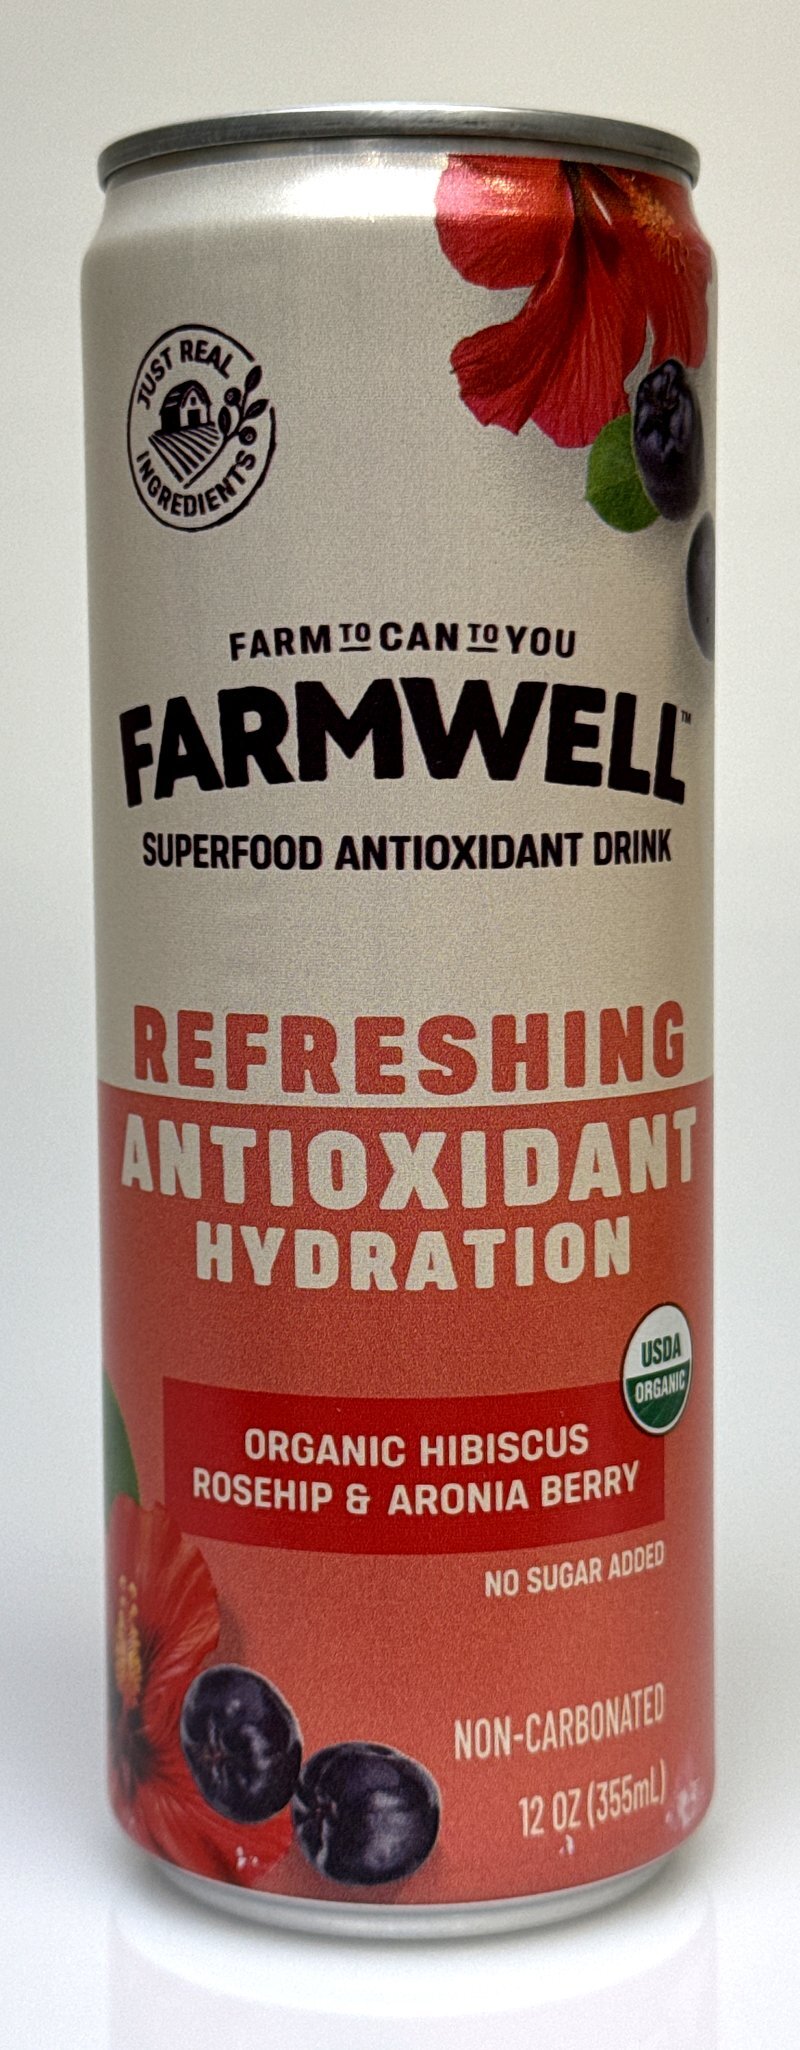 JUST REAL
INGREDIENTS
FARM TO CAN TO YOU
FARMWELL™
SUPERFOOD ANTIOXIDANT DRINK
REFRESHING
ANTIOXIDANT
HYDRATION
USDA
ORGANIC
ORGANIC HIBISCUS
ROSEHIP & ARONIA BERRY
NO SUGAR ADDED
NON-CARBONATED
12 OZ (355mL)